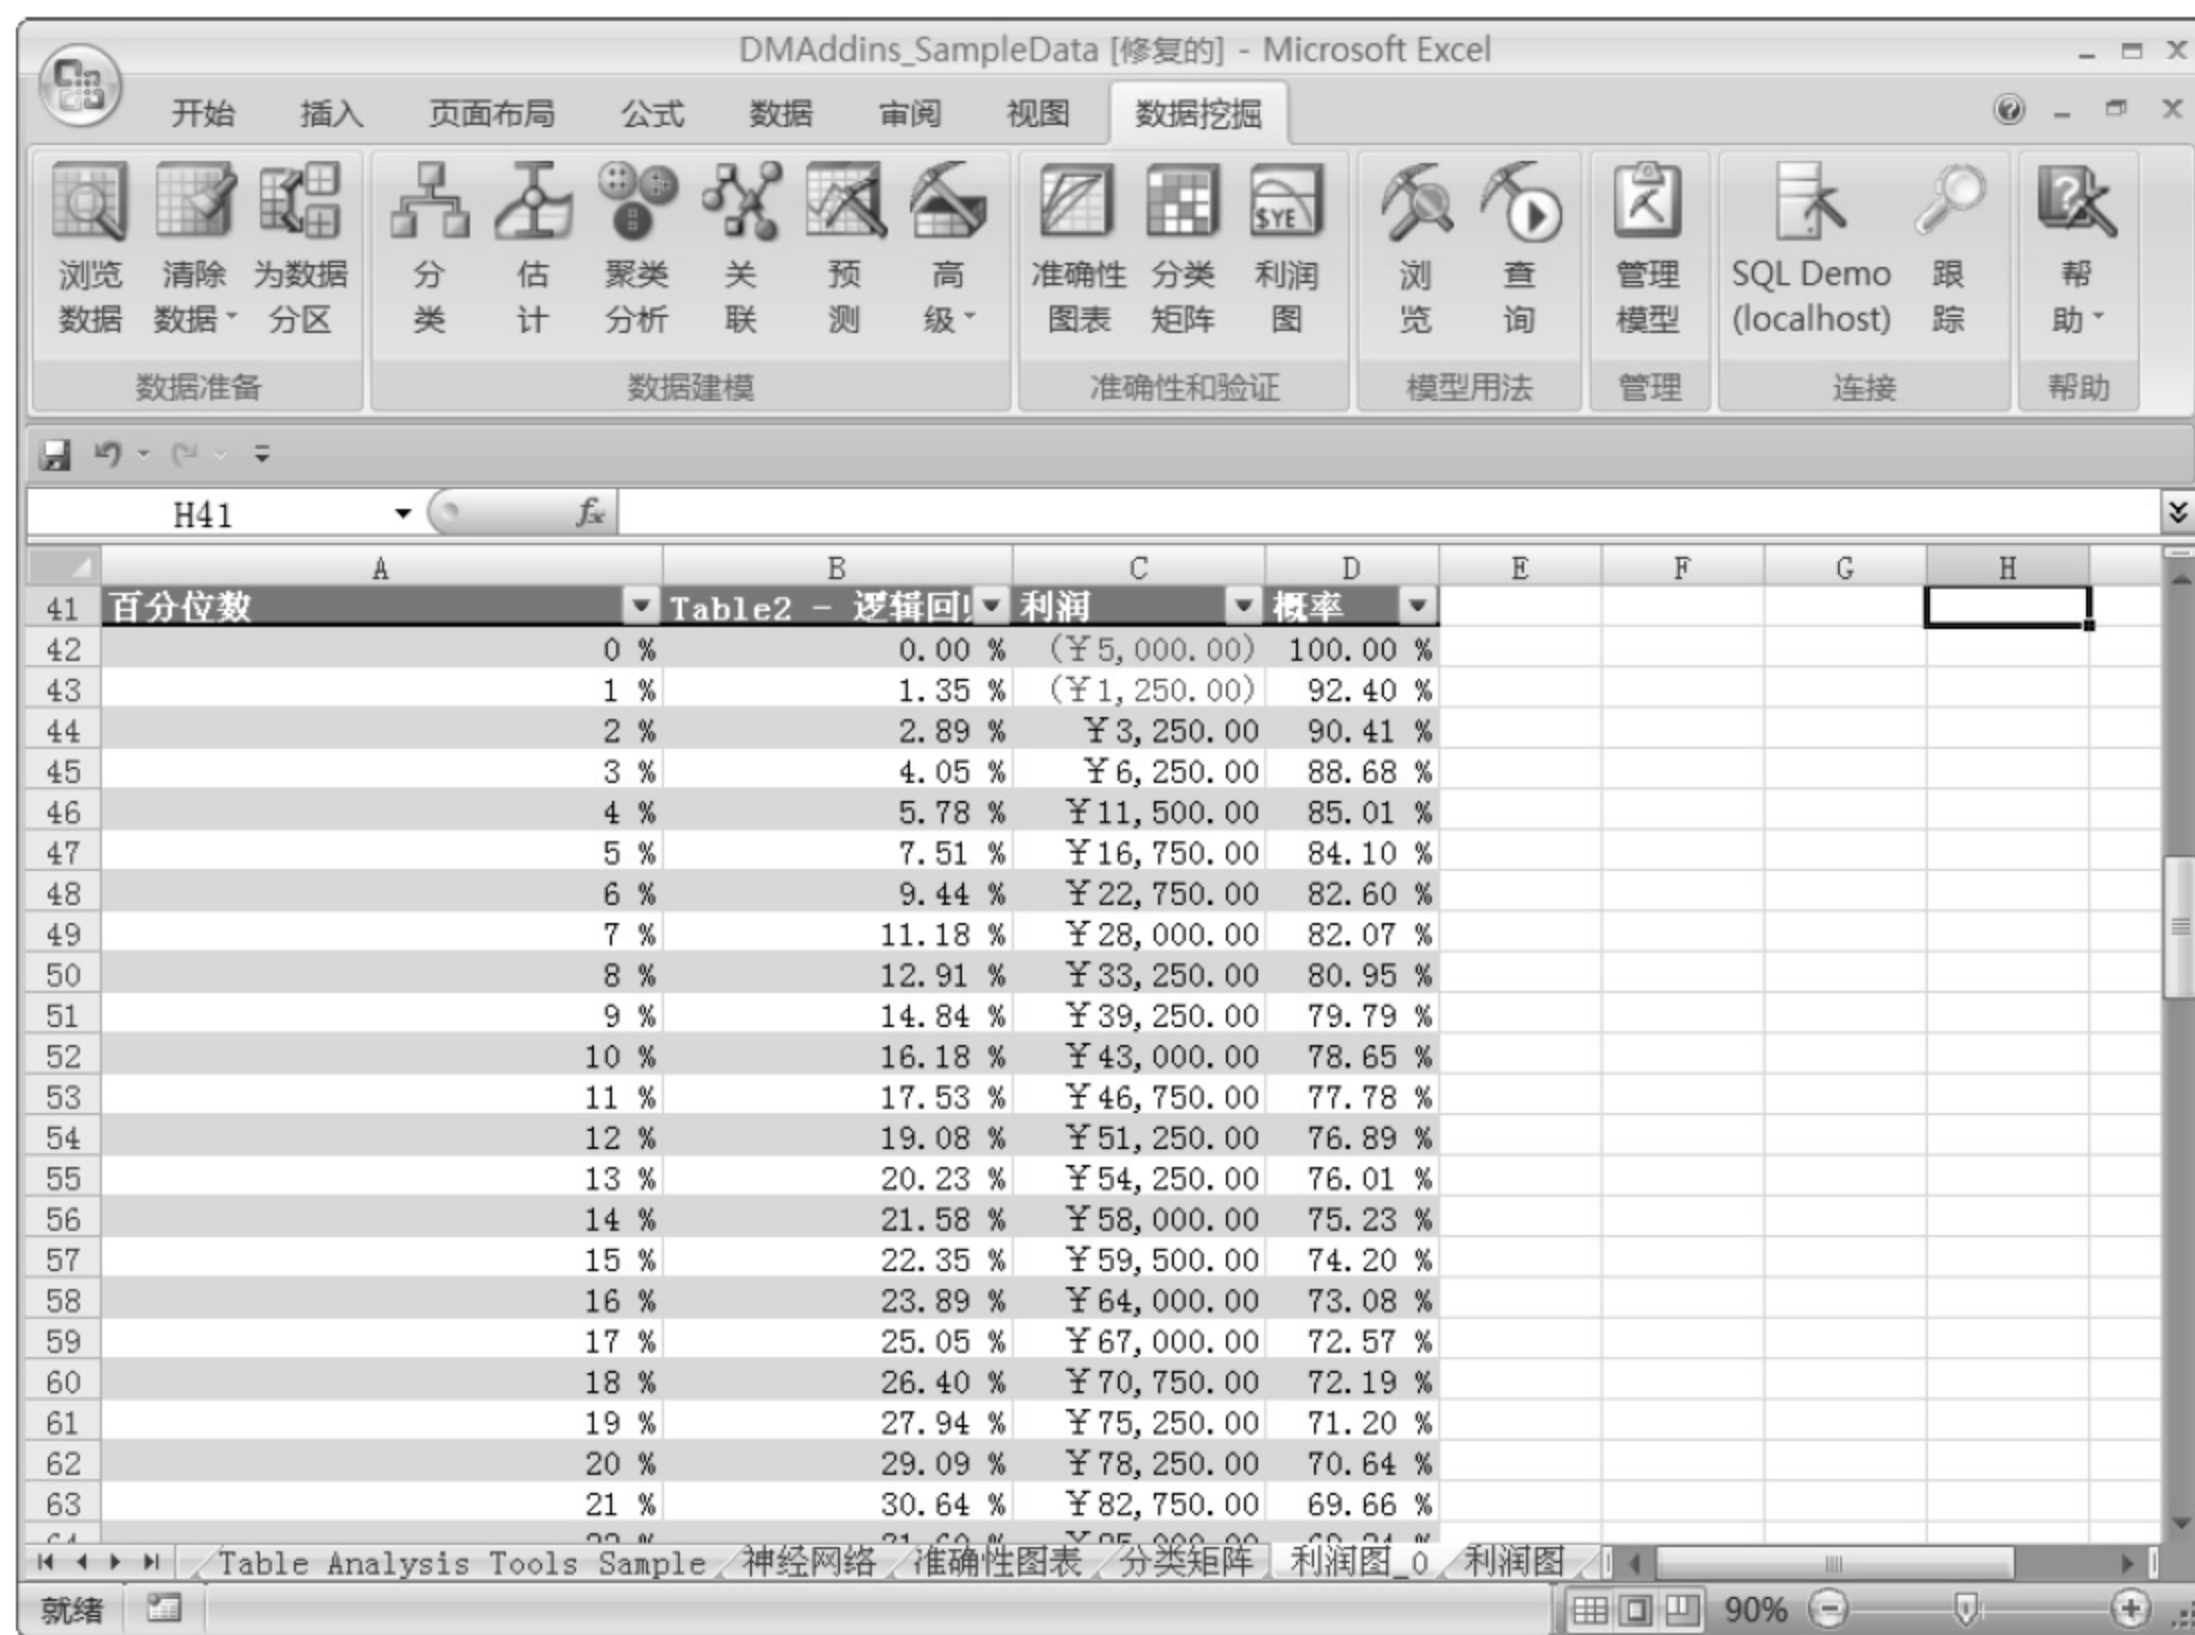 DMAddins_SampleData [修复的] - Microsoft Excel
开始 插入 页面布局 公式 数据 审阅 视图 数据挖掘
浏览 清除 为数据 分 估 聚类 关 预 高 准确性 分类 利润 浏 查 管理 SQL Demo 跟 帮
数据 数据 分区 类 计 分析 联 测 级 图表 矩阵 图 览 询 模型 (localhost) 踪 助
数据准备 数据建模 准确性和验证 模型用法 管理 连接 帮助
H41 fx
A B C D E F G H
41 百分位数 Table2 - 逻辑回 利润 概率
42 0 % 0.00 % (¥5,000.00) 100.00 %
43 1 % 1.35 % (¥1,250.00) 92.40 %
44 2 % 2.89 % ¥3,250.00 90.41 %
45 3 % 4.05 % ¥6,250.00 88.68 %
46 4 % 5.78 % ¥11,500.00 85.01 %
47 5 % 7.51 % ¥16,750.00 84.10 %
48 6 % 9.44 % ¥22,750.00 82.60 %
49 7 % 11.18 % ¥28,000.00 82.07 %
50 8 % 12.91 % ¥33,250.00 80.95 %
51 9 % 14.84 % ¥39,250.00 79.79 %
52 10 % 16.18 % ¥43,000.00 78.65 %
53 11 % 17.53 % ¥46,750.00 77.78 %
54 12 % 19.08 % ¥51,250.00 76.89 %
55 13 % 20.23 % ¥54,250.00 76.01 %
56 14 % 21.58 % ¥58,000.00 75.23 %
57 15 % 22.35 % ¥59,500.00 74.20 %
58 16 % 23.89 % ¥64,000.00 73.08 %
59 17 % 25.05 % ¥67,000.00 72.57 %
60 18 % 26.40 % ¥70,750.00 72.19 %
61 19 % 27.94 % ¥75,250.00 71.20 %
62 20 % 29.09 % ¥78,250.00 70.64 %
63 21 % 30.64 % ¥82,750.00 69.66 %
Table Analysis Tools Sample 神经网络 准确性图表 分类矩阵 利润图_0 利润图
就绪 90%